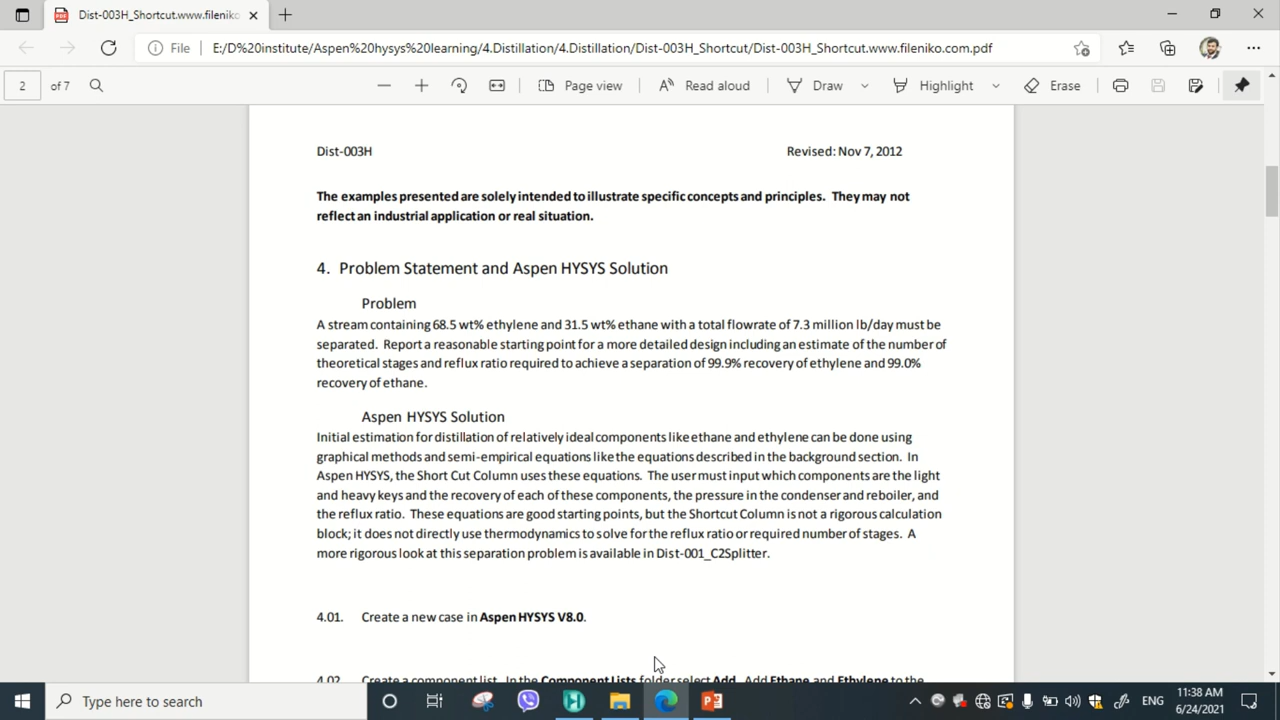 Dist-003H_Shortcut.www.fileniko
File
E:/D%20institute/Aspen%20hysys%20learning/4.Distillation/4.Distillation/Dist-003H_Shortcut/Dist-003H_Shortcut.www.fileniko.com.pdf
2 of 7
Page view
Read aloud
Draw
Highlight
Erase
Dist-003H
Revised: Nov 7, 2012
The examples presented are solely intended to illustrate specific concepts and principles. They may not
reflect an industrial application or real situation.
4. Problem Statement and Aspen HYSYS Solution
Problem
A stream containing 68.5 wt% ethylene and 31.5 wt% ethane with a total flowrate of 7.3 million lb/day must be
separated. Report a reasonable starting point for a more detailed design including an estimate of the number of
theoretical stages and reflux ratio required to achieve a separation of 99.9% recovery of ethylene and 99.0%
recovery of ethane.
Aspen HYSYS Solution
Initial estimation for distillation of relatively ideal components like ethane and ethylene can be done using
graphical methods and semi-empirical equations like the equations described in the background section. In
Aspen HYSYS, the Short Cut Column uses these equations. The user must input which components are the light
and heavy keys and the recovery of each of these components, the pressure in the condenser and reboiler, and
the reflux ratio. These equations are good starting points, but the Shortcut Column is not a rigorous calculation
block; it does not directly use thermodynamics to solve for the reflux ratio or required number of stages. A
more rigorous look at this separation problem is available in Dist-001_C2Splitter.
4.01. Create a new case in Aspen HYSYS V8.0.
4.02. Create a component list. In the Component Lists folder select Add. Add Ethane and Ethylene to the
Type here to search
ENG
11:38 AM
6/24/2021